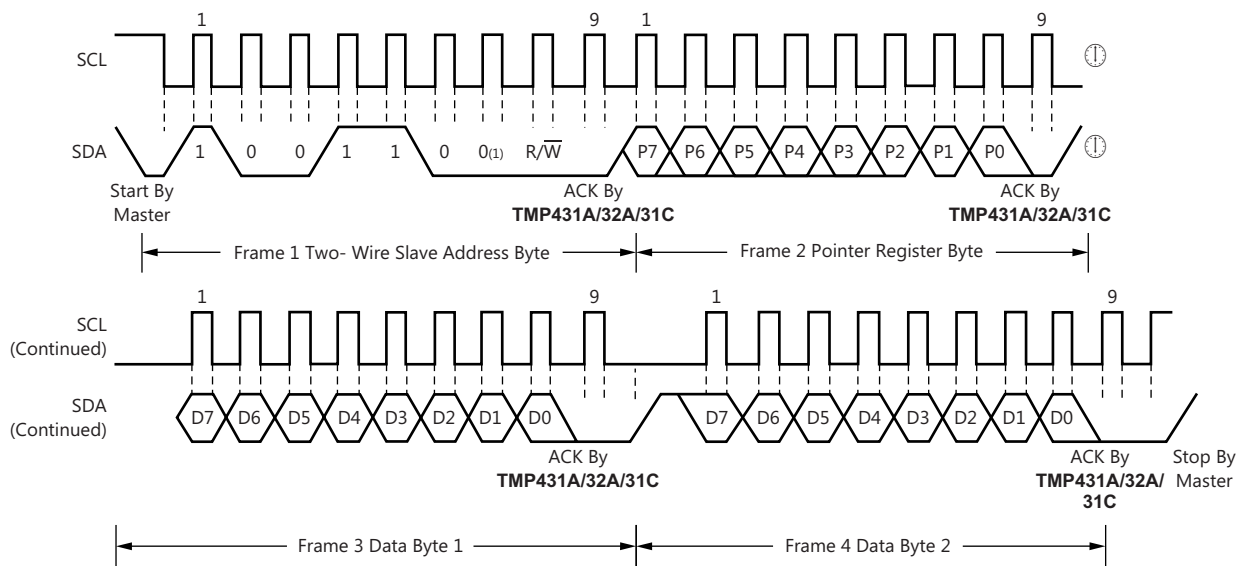 1 9 1 9
SCL
SDA 1 0 0 1 1 0 0(1) R/W P7 P6 P5 P4 P3 P2 P1 P0
Start By Master
ACK By TMP431A/32A/31C
ACK By TMP431A/32A/31C
Frame 1 Two- Wire Slave Address Byte
Frame 2 Pointer Register Byte
1 9 1 9
SCL (Continued)
SDA (Continued) D7 D6 D5 D4 D3 D2 D1 D0 D7 D6 D5 D4 D3 D2 D1 D0
ACK By TMP431A/32A/31C
ACK By TMP431A/32A/31C
Stop By Master
Frame 3 Data Byte 1
Frame 4 Data Byte 2